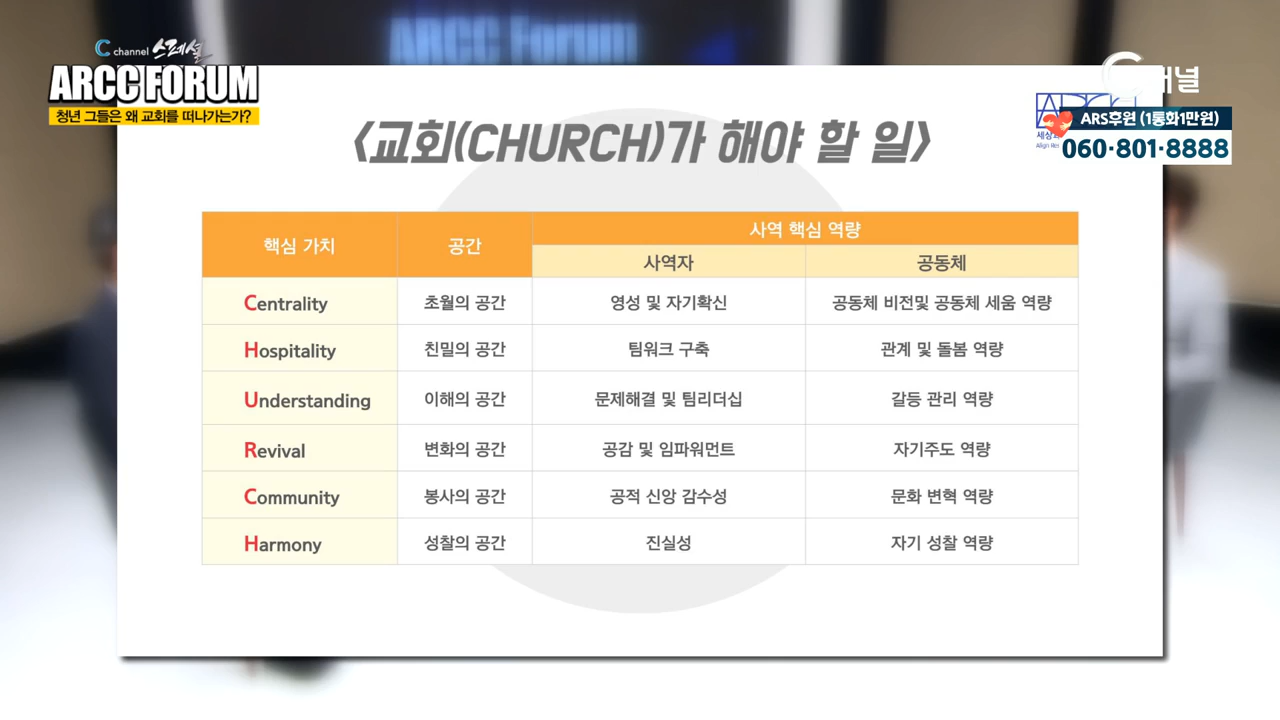 C channel 스페셜
ARCC FORUM
청년 그들은 왜 교회를 떠나가는가?
ARCC Forum
채널
ARS후원 (1통화1만원)
060·801·8888
<교회(CHURCH)가 해야 할 일>
핵심 가치 공간 사역 핵심 역량
사역자 공동체
Centrality 초월의 공간 영성 및 자기확신 공동체 비전및 공동체 세움 역량
Hospitality 친밀의 공간 팀워크 구축 관계 및 돌봄 역량
Understanding 이해의 공간 문제해결 및 팀리더십 갈등 관리 역량
Revival 변화의 공간 공감 및 임파워먼트 자기주도 역량
Community 봉사의 공간 공적 신앙 감수성 문화 변혁 역량
Harmony 성찰의 공간 진실성 자기 성찰 역량